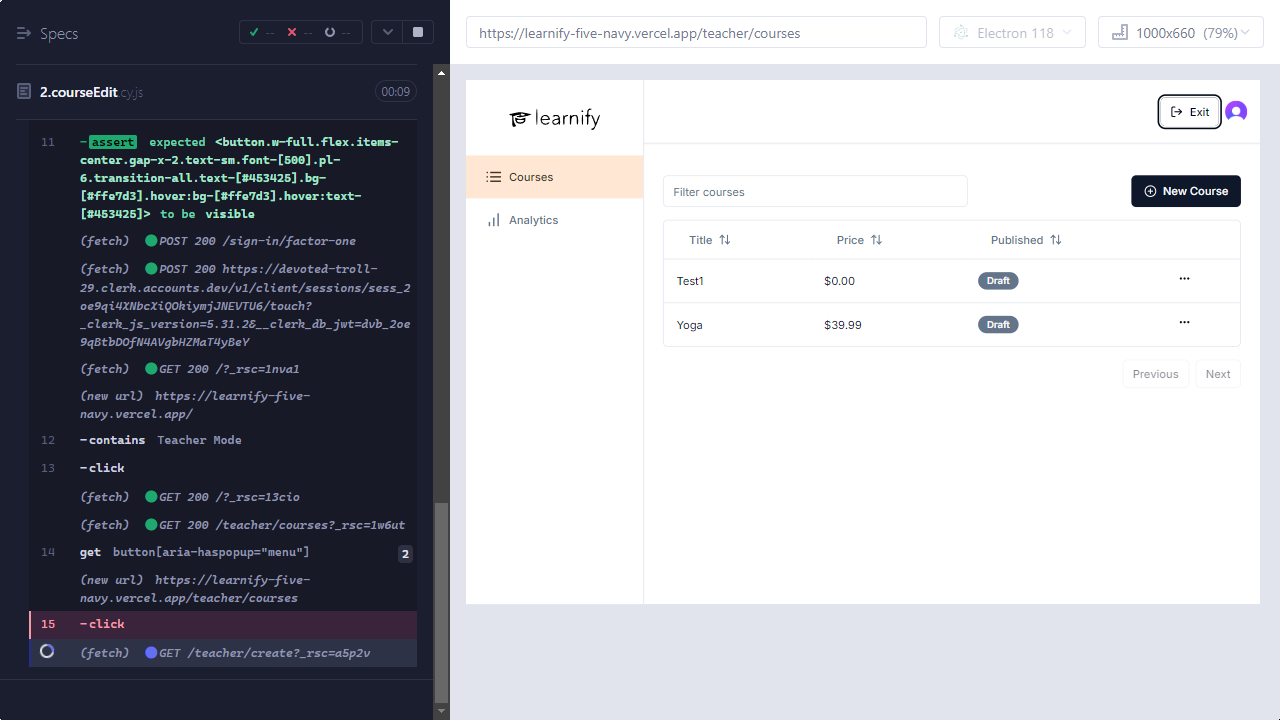 Specs
-- -- --
2.courseEdit.cy.js
00:09
11 -assert expected <button.w-full.flex.items-
center.gap-x-2.text-sm.font-[500].pl-
6.transition-all.text-[#453425].bg-
[#ffe7d3].hover:bg-[#ffe7d3].hover:text-
[#453425]> to be visible
(fetch) POST 200 /sign-in/factor-one
(fetch) POST 200 https://devoted-troll-
29.clerk.accounts.dev/v1/client/sessions/sess_2
oe9qi4XNbcXiQOkiymjJNEVTU6/touch?
_clerk_js_version=5.31.2&__clerk_db_jwt=dvb_2oe
9qBtbDOfN4AVgbHZMaT4yBeY
(fetch) GET 200 /?_rsc=1nva1
(new url) https://learnify-five-
navy.vercel.app/
12 -contains Teacher Mode
13 -click
(fetch) GET 200 /?_rsc=13cio
(fetch) GET 200 /teacher/courses?_rsc=1w6ut
14 get button[aria-haspopup="menu"] 2
(new url) https://learnify-five-
navy.vercel.app/teacher/courses
15 -click
(fetch) GET /teacher/create?_rsc=a5p2v
https://learnify-five-navy.vercel.app/teacher/courses
Electron 118
1000x660 (79%)
learnify
Exit
Courses
Analytics
Filter courses
New Course
Title Price Published
Test1 $0.00 Draft ...
Yoga $39.99 Draft ...
Previous Next